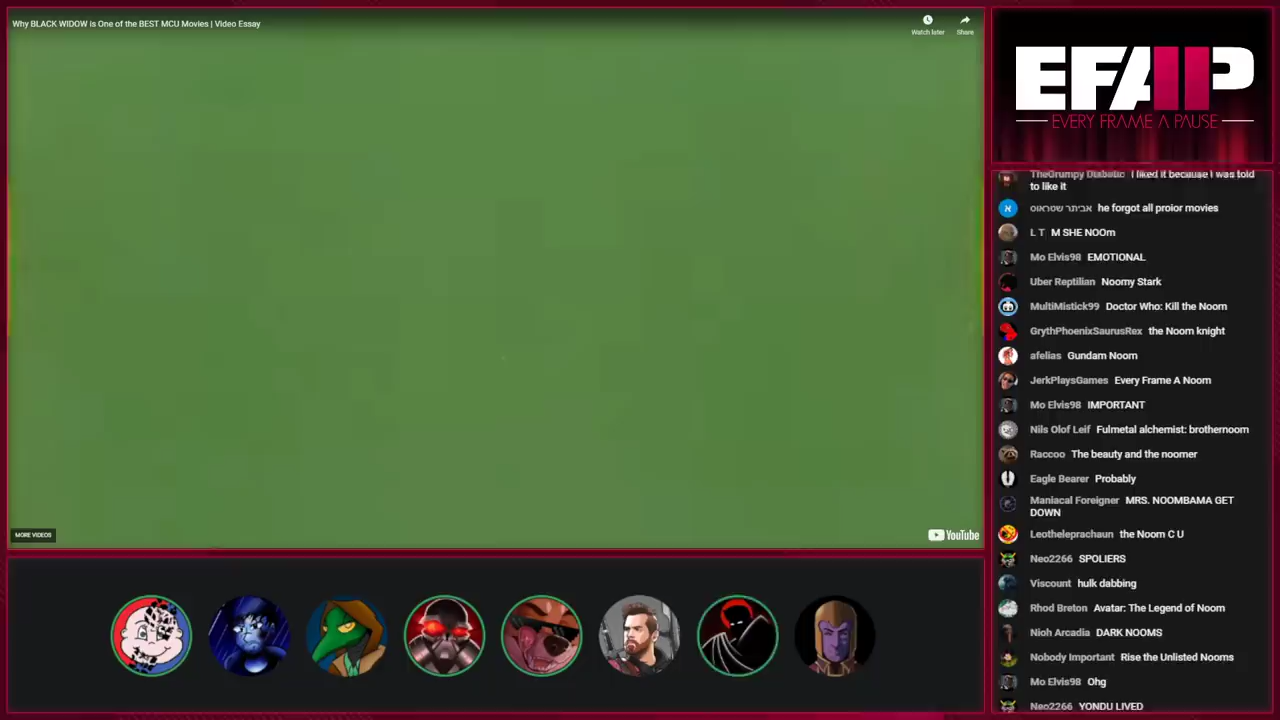 Why BLACK WIDOW is One of the BEST MCU Movies | Video Essay
Watch later
Share
MORE VIDEOS
YouTube
EFAP
EVERY FRAME A PAUSE
TheGrumpy Diabetic I liked it because I was told
to like it
אביתר שטראוס he forgot all proior movies
L T M SHE NOOm
Mo Elvis98 EMOTIONAL
Uber Reptilian Noomy Stark
MultiMistick99 Doctor Who: Kill the Noom
GrythPhoenixSaurusRex the Noom knight
afelias Gundam Noom
JerkPlaysGames Every Frame A Noom
Mo Elvis98 IMPORTANT
Nils Olof Leif Fulmetal alchemist: brothernoom
Raccoo The beauty and the noomer
Eagle Bearer Probably
Maniacal Foreigner MRS. NOOMBAMA GET
DOWN
Leotheleprachaun the Noom C U
Neo2266 SPOLIERS
Viscount hulk dabbing
Rhod Breton Avatar: The Legend of Noom
Nioh Arcadia DARK NOOMS
Nobody Important Rise the Unlisted Nooms
Mo Elvis98 Ohg
Neo2266 YONDU LIVED